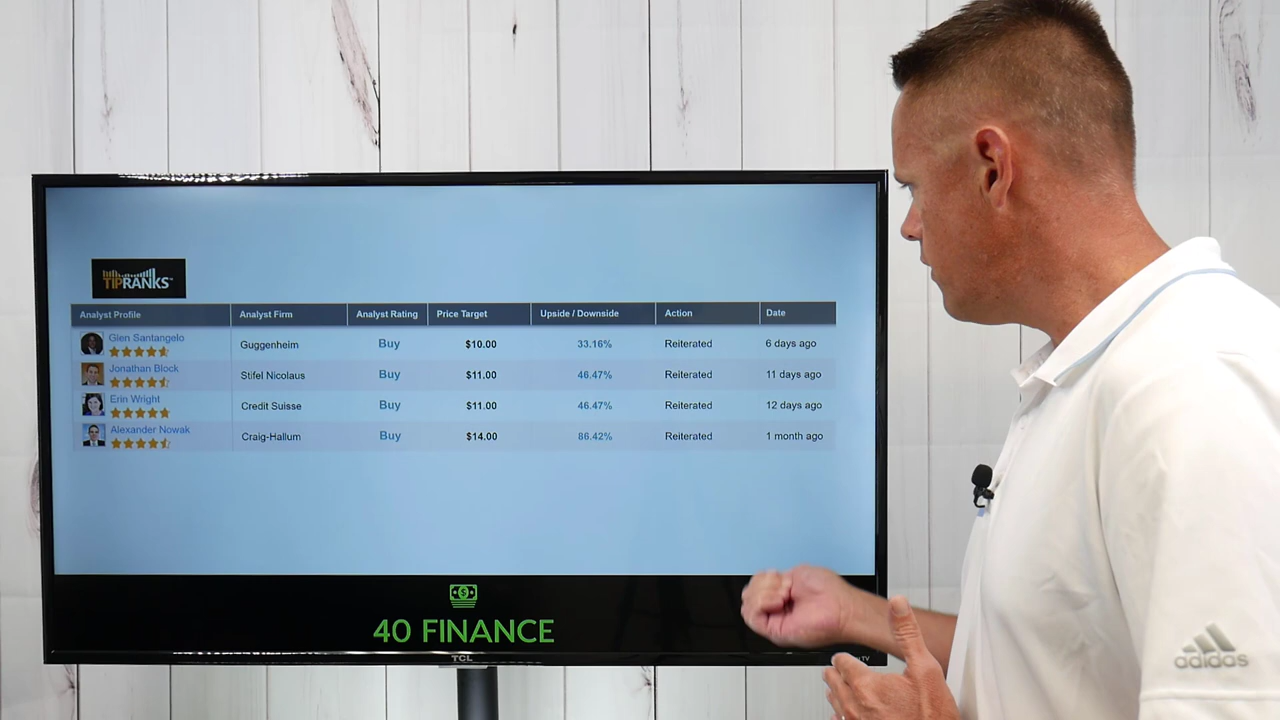 TIPRANKS™
Analyst Profile Analyst Firm Analyst Rating Price Target Upside / Downside Action Date
Glen Santangelo Guggenheim Buy $10.00 33.16% Reiterated 6 days ago
Jonathan Block Stifel Nicolaus Buy $11.00 46.47% Reiterated 11 days ago
Erin Wright Credit Suisse Buy $11.00 46.47% Reiterated 12 days ago
Alexander Nowak Craig-Hallum Buy $14.00 86.42% Reiterated 1 month ago
40 FINANCE
TCL
TV
adidas